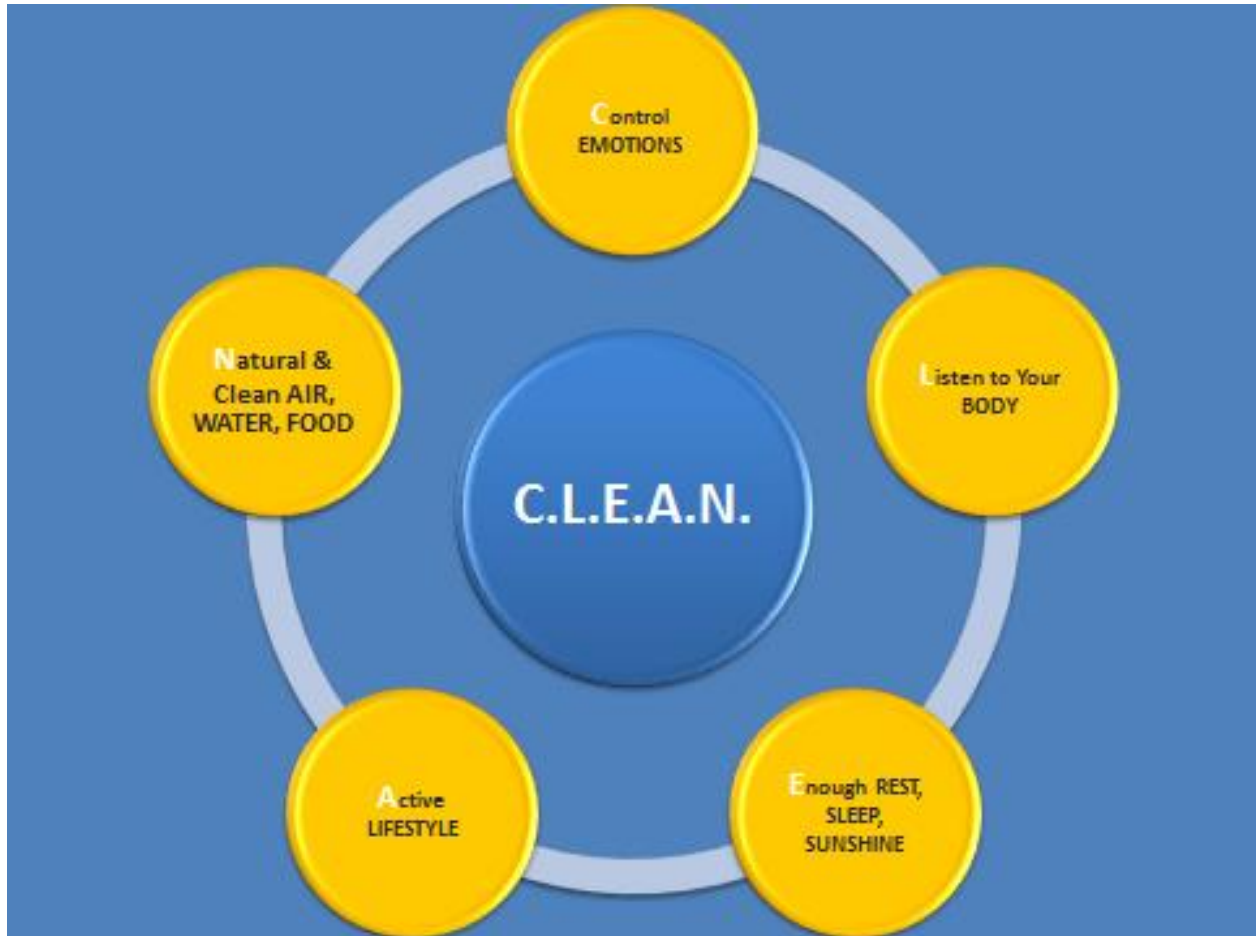 Control
EMOTIONS
Listen to Your
BODY
Enough REST,
SLEEP,
SUNSHINE
Active
LIFESTYLE
Natural &
Clean AIR,
WATER, FOOD
C.L.E.A.N.